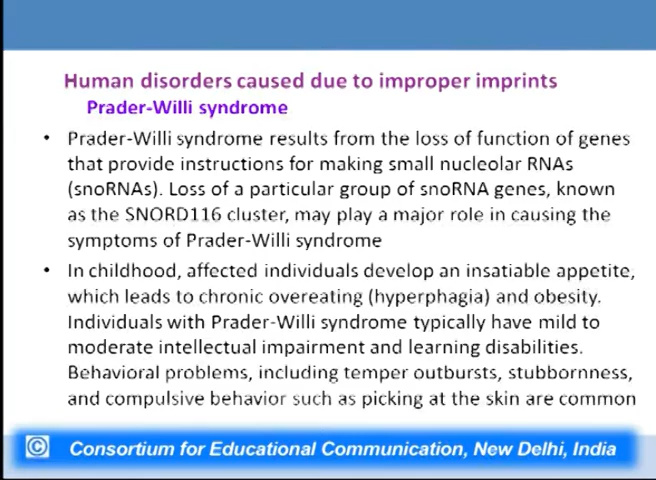 Human disorders caused due to improper imprints
Prader-Willi syndrome
• Prader-Willi syndrome results from the loss of function of genes
that provide instructions for making small nucleolar RNAs
(snoRNAs). Loss of a particular group of snoRNA genes, known
as the SNORD116 cluster, may play a major role in causing the
symptoms of Prader-Willi syndrome
• In childhood, affected individuals develop an insatiable appetite,
which leads to chronic overeating (hyperphagia) and obesity.
Individuals with Prader-Willi syndrome typically have mild to
moderate intellectual impairment and learning disabilities.
Behavioral problems, including temper outbursts, stubbornness,
and compulsive behavior such as picking at the skin are common
© Consortium for Educational Communication, New Delhi, India